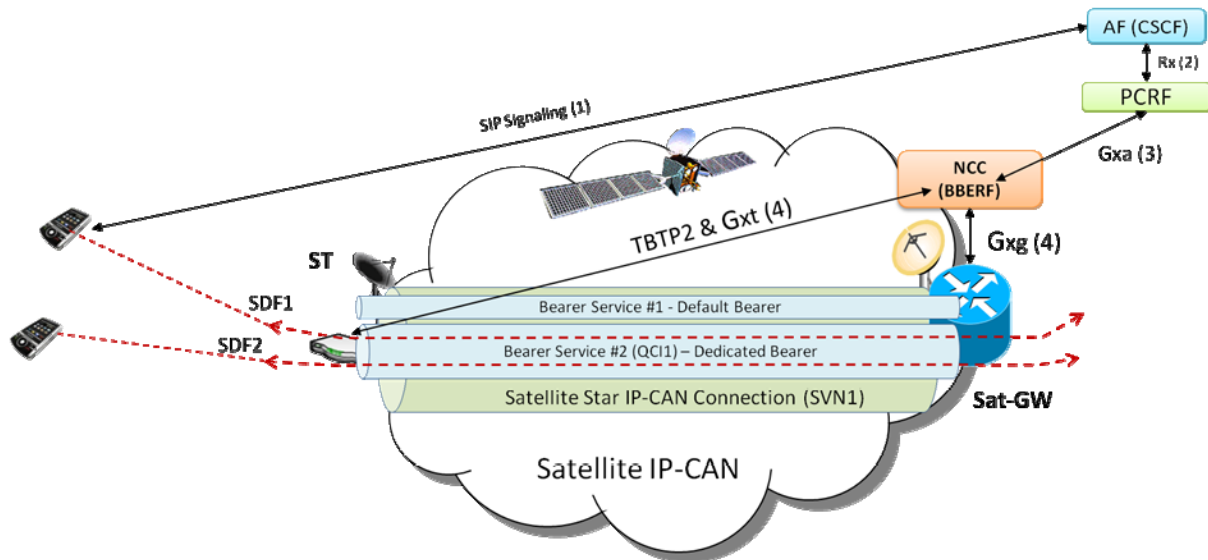 AF (CSCF)
Rx (2)
PCRF
SIP Signaling (1)
Gxa (3)
NCC
(BBERF)
TBTP2 & Gxt (4)
Gxg (4)
ST
SDF1
Bearer Service #1 - Default Bearer
SDF2
Bearer Service #2 (QCI1) – Dedicated Bearer
Satellite Star IP-CAN Connection (SVN1)
Sat-GW
Satellite IP-CAN